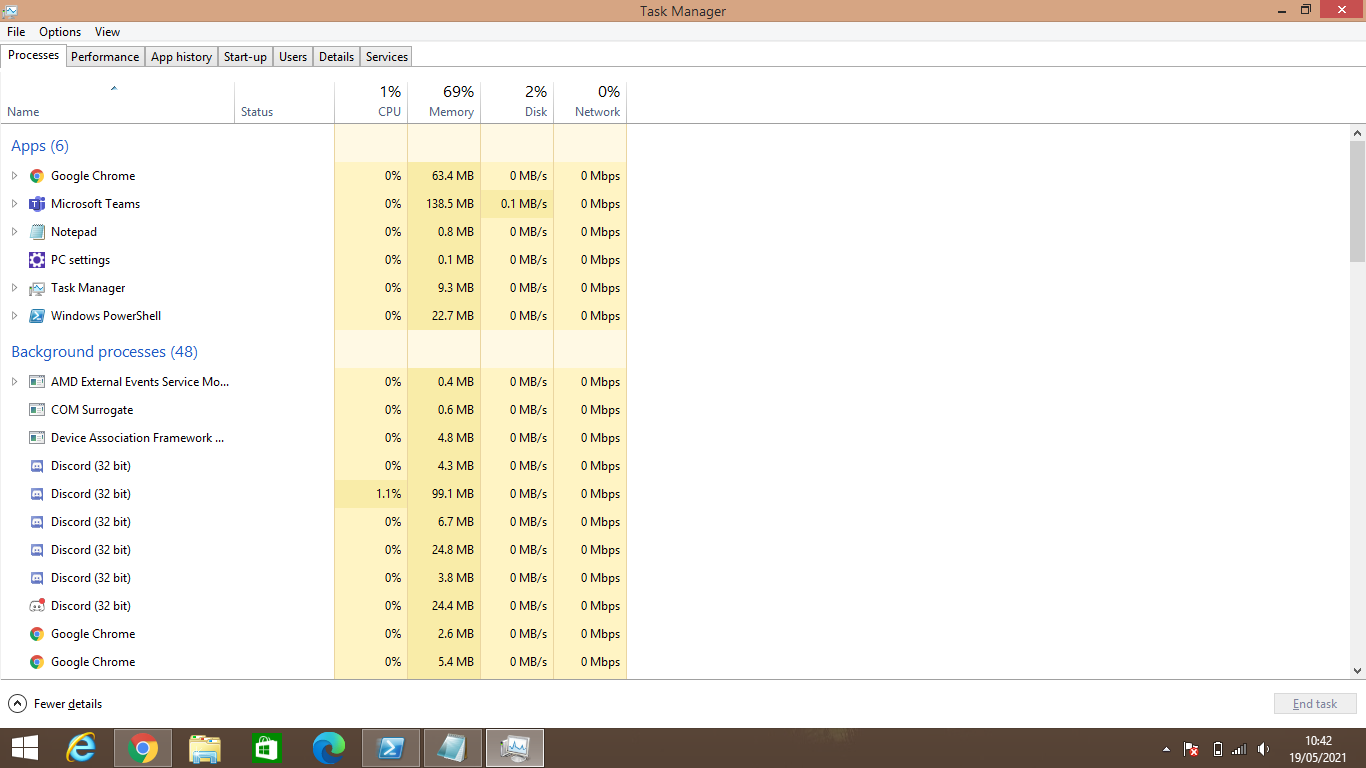 Task Manager
File Options View
Processes Performance App history Start-up Users Details Services
1% 69% 2% 0%
Name Status CPU Memory Disk Network
Apps (6)
Google Chrome 0% 63.4 MB 0 MB/s 0 Mbps
Microsoft Teams 0% 138.5 MB 0.1 MB/s 0 Mbps
Notepad 0% 0.8 MB 0 MB/s 0 Mbps
PC settings 0% 0.1 MB 0 MB/s 0 Mbps
Task Manager 0% 9.3 MB 0 MB/s 0 Mbps
Windows PowerShell 0% 22.7 MB 0 MB/s 0 Mbps
Background processes (48)
AMD External Events Service Mo... 0% 0.4 MB 0 MB/s 0 Mbps
COM Surrogate 0% 0.6 MB 0 MB/s 0 Mbps
Device Association Framework ... 0% 4.8 MB 0 MB/s 0 Mbps
Discord (32 bit) 0% 4.3 MB 0 MB/s 0 Mbps
Discord (32 bit) 1.1% 99.1 MB 0 MB/s 0 Mbps
Discord (32 bit) 0% 6.7 MB 0 MB/s 0 Mbps
Discord (32 bit) 0% 24.8 MB 0 MB/s 0 Mbps
Discord (32 bit) 0% 3.8 MB 0 MB/s 0 Mbps
Discord (32 bit) 0% 24.4 MB 0 MB/s 0 Mbps
Google Chrome 0% 2.6 MB 0 MB/s 0 Mbps
Google Chrome 0% 5.4 MB 0 MB/s 0 Mbps
Fewer details End task
10:42
19/05/2021